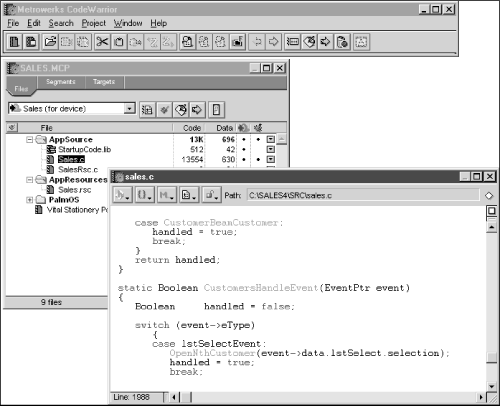 Metrowerks CodeWarrior
File Edit Search Project Window Help
SALES.MCP
Files Segments Targets
Sales (for device)
File Code Data
AppSource 13K 696
StartupCode.lib 512 42
Sales.c 13554 630
SalesRsc.c
AppResources
Sales.rsc
PalmOS
Vital Stationery
9 files
sales.c
Path: C:\SALES4\SRC\sales.c
case CustomerBeamCustomer:
handled = true;
break;
}
return handled;
}
static Boolean CustomersHandleEvent(EventPtr event)
{
Boolean handled = false;
switch (event->eType)
{
case lstSelectEvent:
OpenNthCustomer(event->data.lstSelect.selection);
handled = true;
break;
Line: 1988